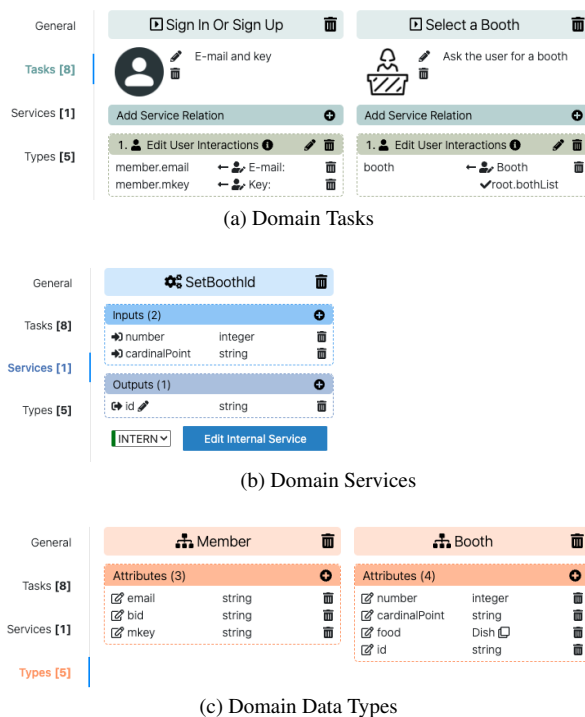 General
Tasks [8]
Services [1]
Types [5]
Sign In Or Sign Up
E-mail and key
Add Service Relation
1. Edit User Interactions
member.email E-mail:
member.mkey Key:
Select a Booth
Ask the user for a booth
Add Service Relation
1. Edit User Interactions
booth Booth
root.bothList
(a) Domain Tasks
General
Tasks [8]
Services [1]
Types [5]
SetBoothId
Inputs (2)
number integer
cardinalPoint string
Outputs (1)
id string
INTERN
Edit Internal Service
(b) Domain Services
General
Tasks [8]
Services [1]
Types [5]
Member
Attributes (3)
email string
bid string
mkey string
Booth
Attributes (4)
number integer
cardinalPoint string
food Dish
id string
(c) Domain Data Types